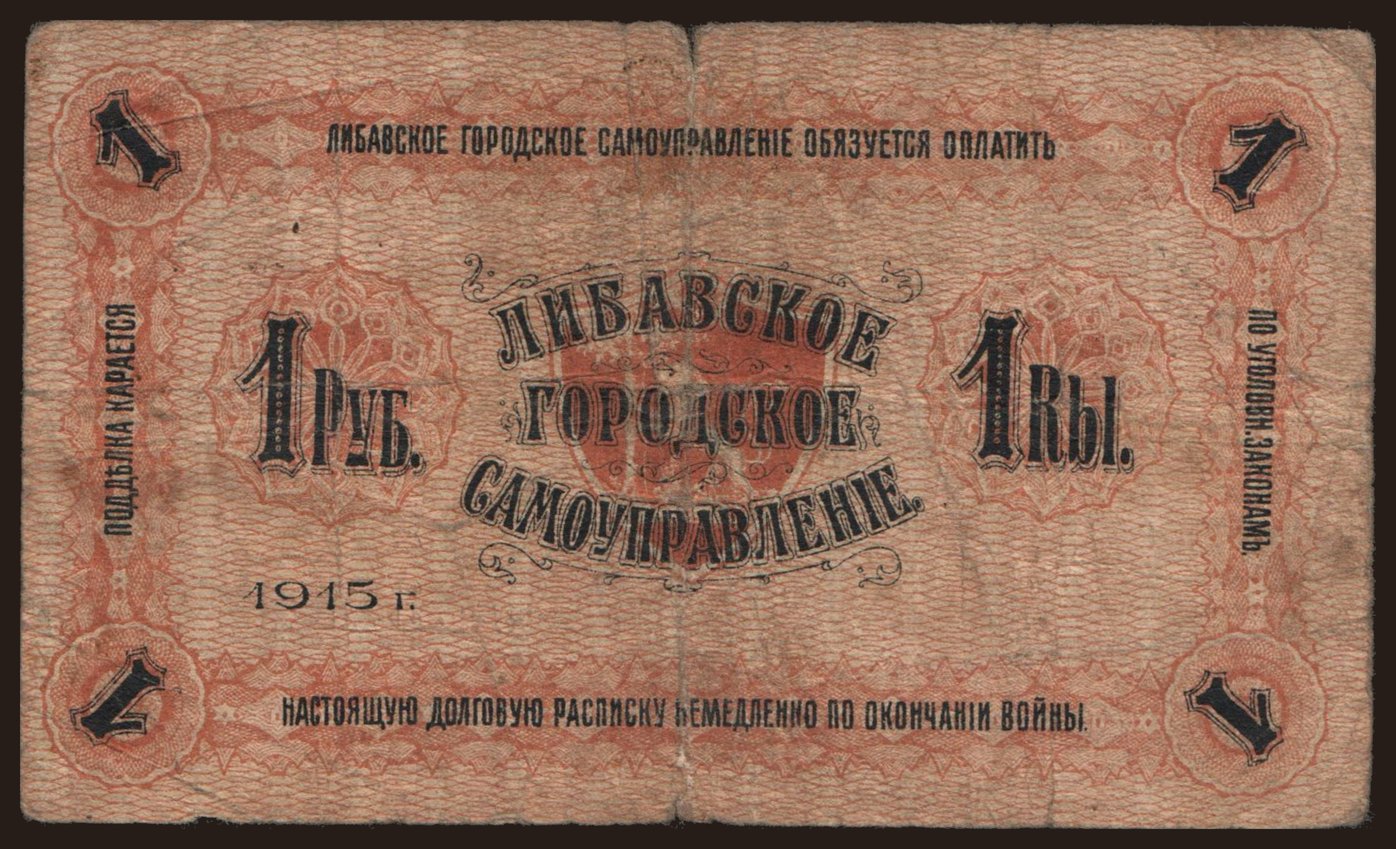 1
1
ЛИБАВСКОЕ ГОРОДСКОЕ САМОУПРАВЛЕНІЕ ОБЯЗУЕТСЯ ОПЛАТИТЬ
ПОДДѢЛКА КАРАЕТСЯ
1 РУБ.
ЛИБАВСКОЕ
ГОРОДСКОЕ
САМОУПРАВЛЕНІЕ.
1 RЫ.
ПО УГОЛОВН. ЗАКОНАМЪ.
1915 г.
1
1
НАСТОЯЩУЮ ДОЛГОВУЮ РАСПИСКУ НЕМЕДЛЕННО ПО ОКОНЧАНІИ ВОЙНЫ.